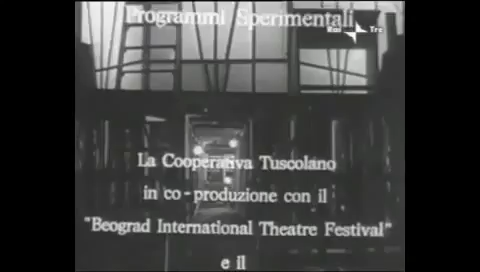 Programmi Sperimentali
Rai Tre
La Cooperativa Tuscolano
in co-produzione con il
"Beograd International Theatre Festival"
e il